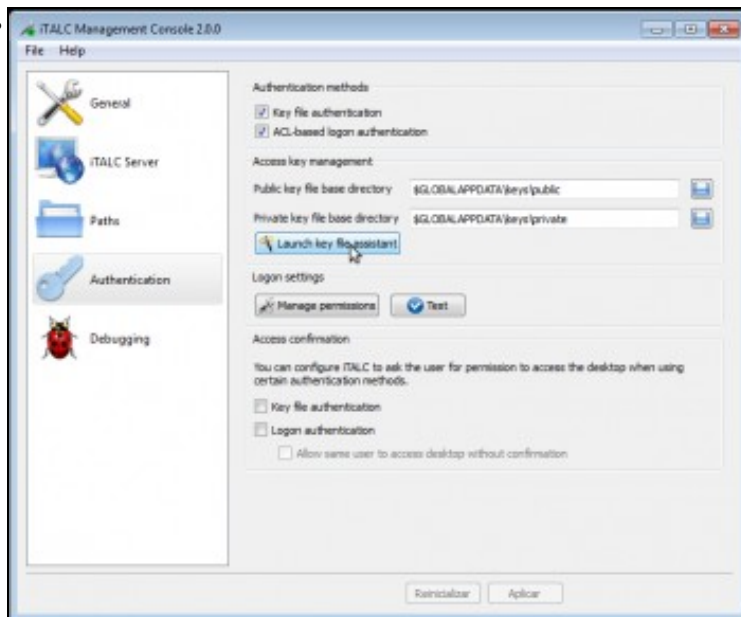 iTALC Management Console 2.0.0
File Help
General
iTALC Server
Paths
Authentication
Debugging
Authentication methods
Key file authentication
ACL-based logon authentication
Access key management
Public key file base directory $GLOBALAPPDATA\keys\public
Private key file base directory $GLOBALAPPDATA\keys\private
Launch key file assistant
Logon settings
Manage permissions Test
Access confirmation
You can configure iTALC to ask the user for permission to access the desktop when using
certain authentication methods.
Key file authentication
Logon authentication
Allow same user to access desktop without confirmation
Reinicializar Aplicar